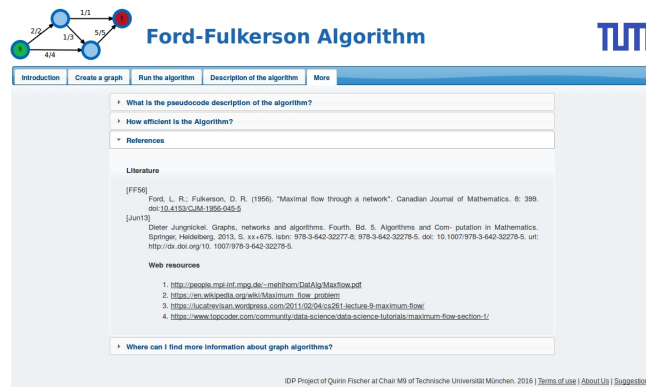 1/1
2/2
1/3
5/5
s
t
4/4
Ford-Fulkerson Algorithm
TUM
Introduction
Create a graph
Run the algorithm
Description of the algorithm
More
What is the pseudocode description of the algorithm?
How efficient is the Algorithm?
References
Literature
[FF56]
Ford, L. R.; Fulkerson, D. R. (1956). "Maximal flow through a network". Canadian Journal of Mathematics. 8: 399.
doi:10.4153/CJM-1956-045-5
[Jun13]
Dieter Jungnickel. Graphs, networks and algorithms. Fourth. Bd. 5. Algorithms and Com- putation in Mathematics.
Springer, Heidelberg, 2013, S. xx+675. isbn: 978-3-642-32277-8; 978-3-642-32278-5. doi: 10.1007/978-3-642-32278-5. url:
http://dx.doi.org/10. 1007/978-3-642-32278-5.
Web resources
1. http://people.mpi-inf.mpg.de/~mehlhorn/DatAlg/Maxflow.pdf
2. https://en.wikipedia.org/wiki/Maximum_flow_problem
3. https://lucatrevisan.wordpress.com/2011/02/04/cs261-lecture-9-maximum-flow/
4. https://www.topcoder.com/community/data-science/data-science-tutorials/maximum-flow-section-1/
Where can I find more information about graph algorithms?
IDP Project of Quirin Fischer at Chair M9 of Technische Universität München. 2016 | Terms of use | About Us | Suggestion